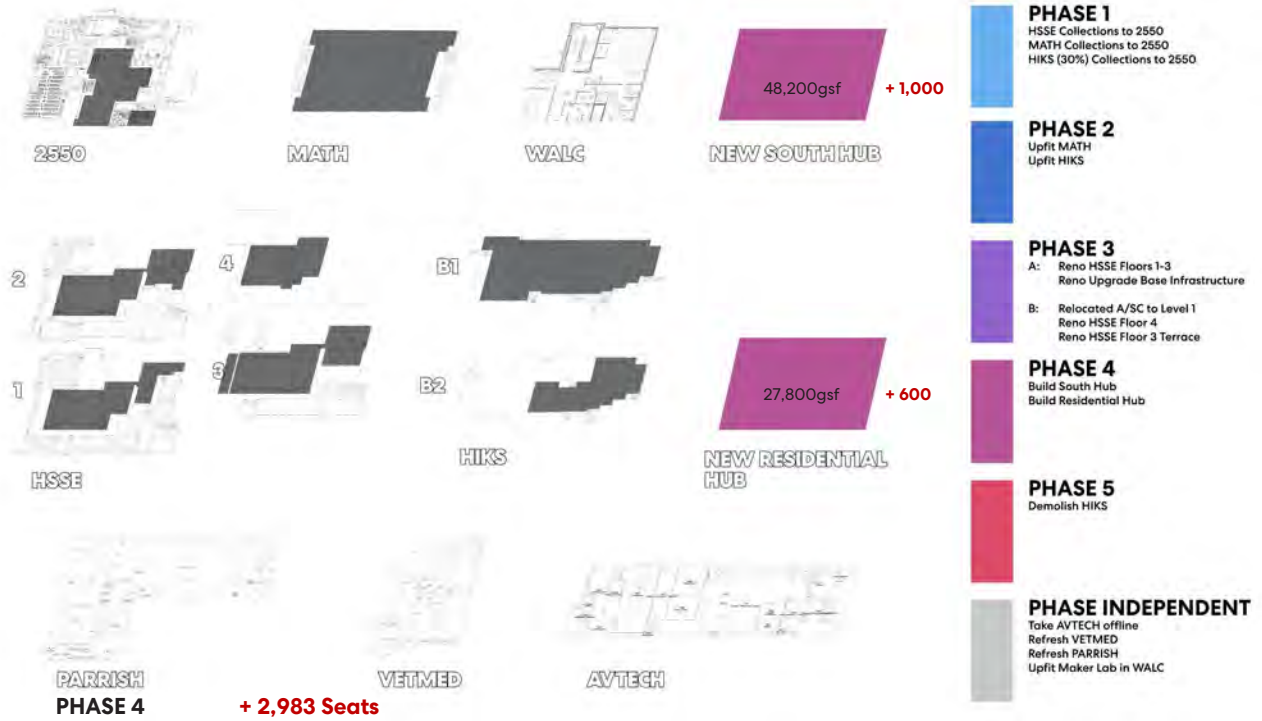 2550
MATH
WALC
48,200gsf
+ 1,000
NEW SOUTH HUB
2
4
B1
1
3
B2
HSSE
HIKS
27,800gsf
+ 600
NEW RESIDENTIAL
HUB
PARRISH
VETMED
AVTECH
PHASE 4
+ 2,983 Seats
PHASE 1
HSSE Collections to 2550
MATH Collections to 2550
HIKS (30%) Collections to 2550
PHASE 2
Upfit MATH
Upfit HIKS
PHASE 3
A: Reno HSSE Floors 1-3
Reno Upgrade Base Infrastructure
B: Relocated A/SC to Level 1
Reno HSSE Floor 4
Reno HSSE Floor 3 Terrace
PHASE 4
Build South Hub
Build Residential Hub
PHASE 5
Demolish HIKS
PHASE INDEPENDENT
Take AVTECH offline
Refresh VETMED
Refresh PARRISH
Upfit Maker Lab in WALC